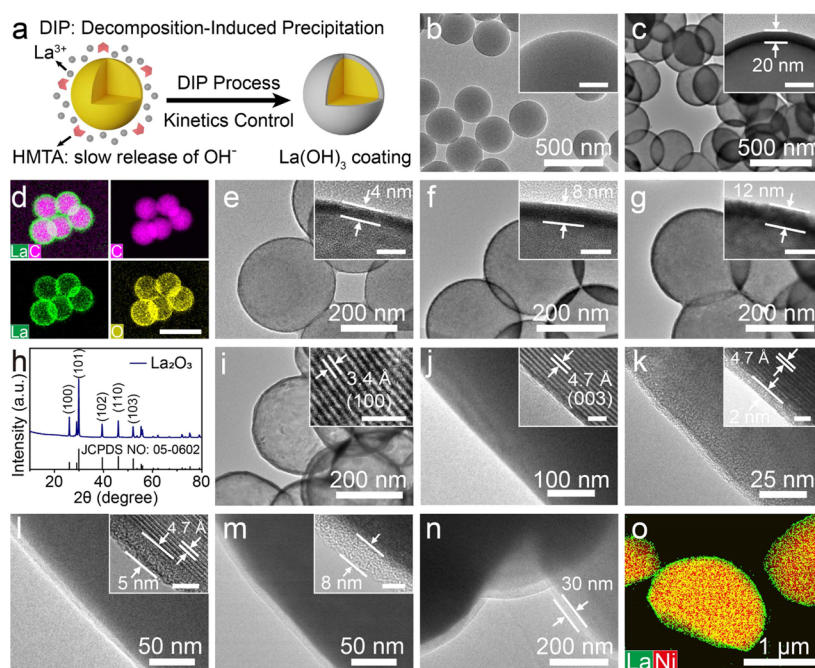 a DIP: Decomposition-Induced Precipitation
La³⁺
DIP Process
Kinetics Control
HMTA: slow release of OH⁻
La(OH)₃ coating
b
500 nm
c
20 nm
500 nm
d
La C
C
La
O
e
4 nm
200 nm
f
8 nm
200 nm
g
12 nm
200 nm
h
Intensity (a.u.)
La₂O₃
(100)
(101)
(102)
(110)
(103)
JCPDS NO: 05-0602
20 40 60 80
2θ (degree)
i
3.4 Å
(100)
200 nm
j
4.7 Å
(003)
100 nm
k
4.7 Å
2 nm
25 nm
l
4.7 Å
5 nm
50 nm
m
8 nm
50 nm
n
30 nm
200 nm
o
La Ni
1 μm